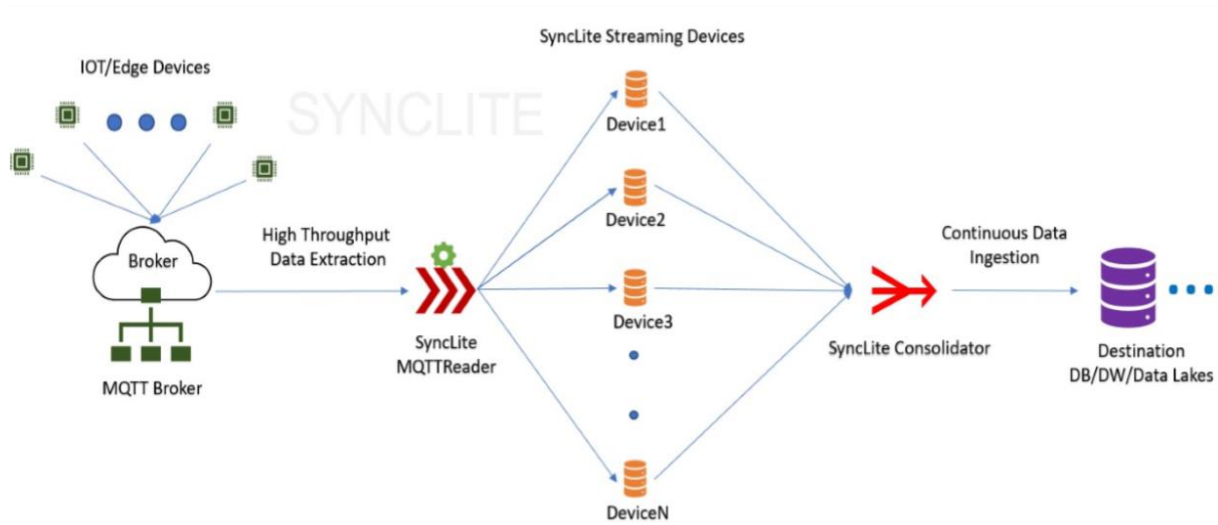 SyncLite Streaming Devices
IOT/Edge Devices
SYNCLITE
Device1
Device2
High Throughput
Data Extraction
Continuous Data
Ingestion
Broker
Device3
SyncLite
MQTTReader
SyncLite Consolidator
MQTT Broker
Destination
DB/DW/Data Lakes
DeviceN